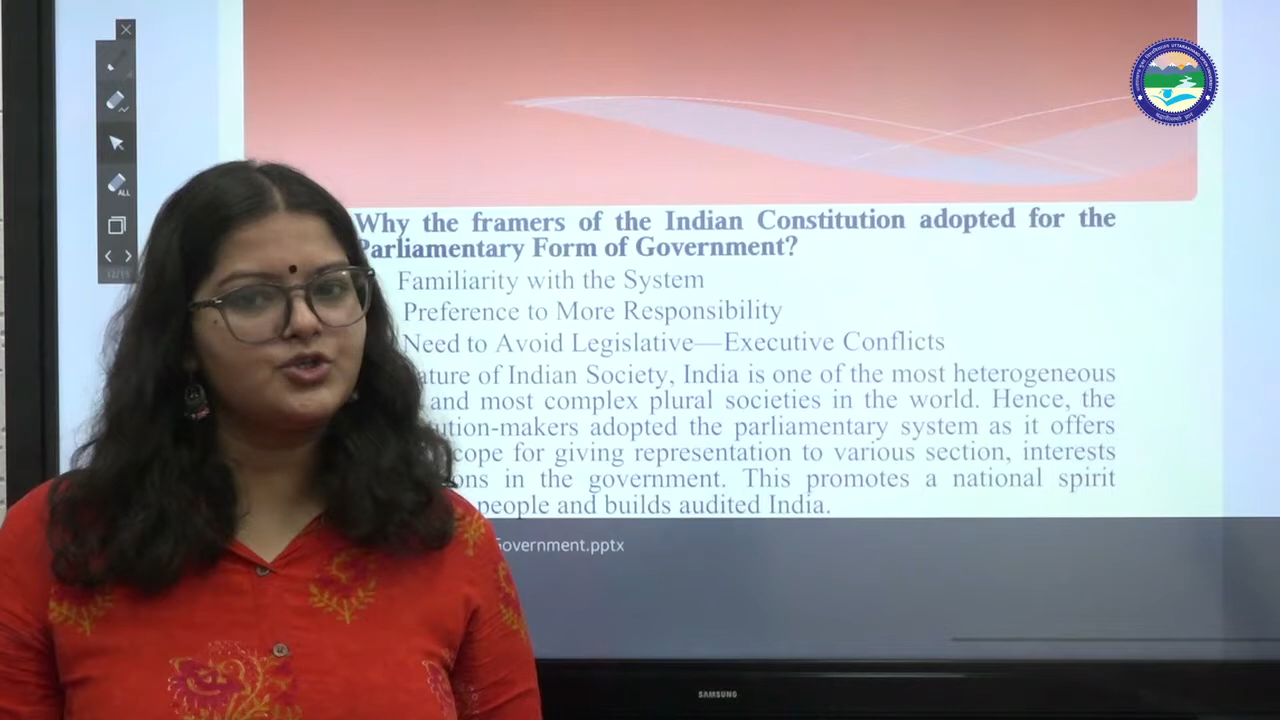 Why the framers of the Indian Constitution adopted for the
Parliamentary Form of Government?
Familiarity with the System
Preference to More Responsibility
Need to Avoid Legislative—Executive Conflicts
ature of Indian Society, India is one of the most heterogeneous
and most complex plural societies in the world. Hence, the
ution-makers adopted the parliamentary system as it offers
cope for giving representation to various section, interests
ons in the government. This promotes a national spirit
people and builds audited India.
Government.pptx
ALL
SAMSUNG